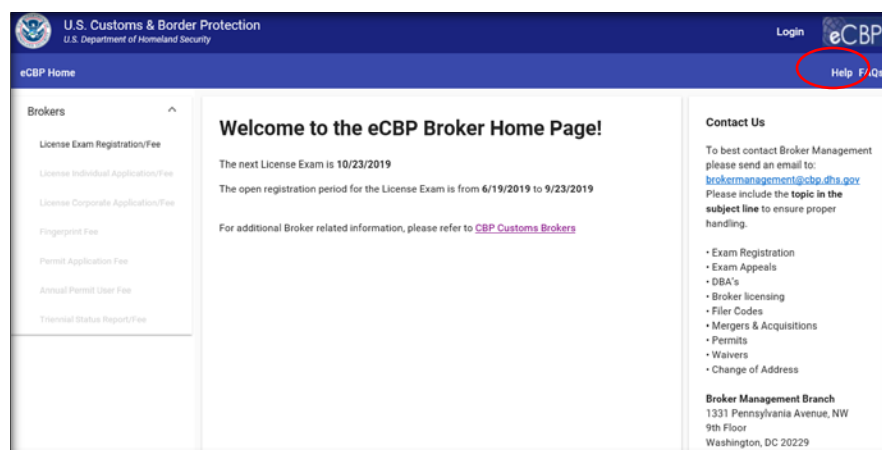 U.S. Customs & Border Protection
U.S. Department of Homeland Security
Login
eCBP
eCBP Home
Help FAQs
Brokers
License Exam Registration/Fee
License Individual Application/Fee
License Corporate Application/Fee
Fingerprint Fee
Permit Application Fee
Annual Permit User Fee
Triennial Status Report/Fee
Welcome to the eCBP Broker Home Page!
The next License Exam is 10/23/2019
The open registration period for the License Exam is from 6/19/2019 to 9/23/2019
For additional Broker related information, please refer to CBP Customs Brokers
Contact Us
To best contact Broker Management
please send an email to:
brokermanagement@cbp.dhs.gov
Please include the topic in the
subject line to ensure proper
handling.
• Exam Registration
• Exam Appeals
• DBA's
• Broker licensing
• Filer Codes
• Mergers & Acquisitions
• Permits
• Waivers
• Change of Address
Broker Management Branch
1331 Pennsylvania Avenue, NW
9th Floor
Washington, DC 20229